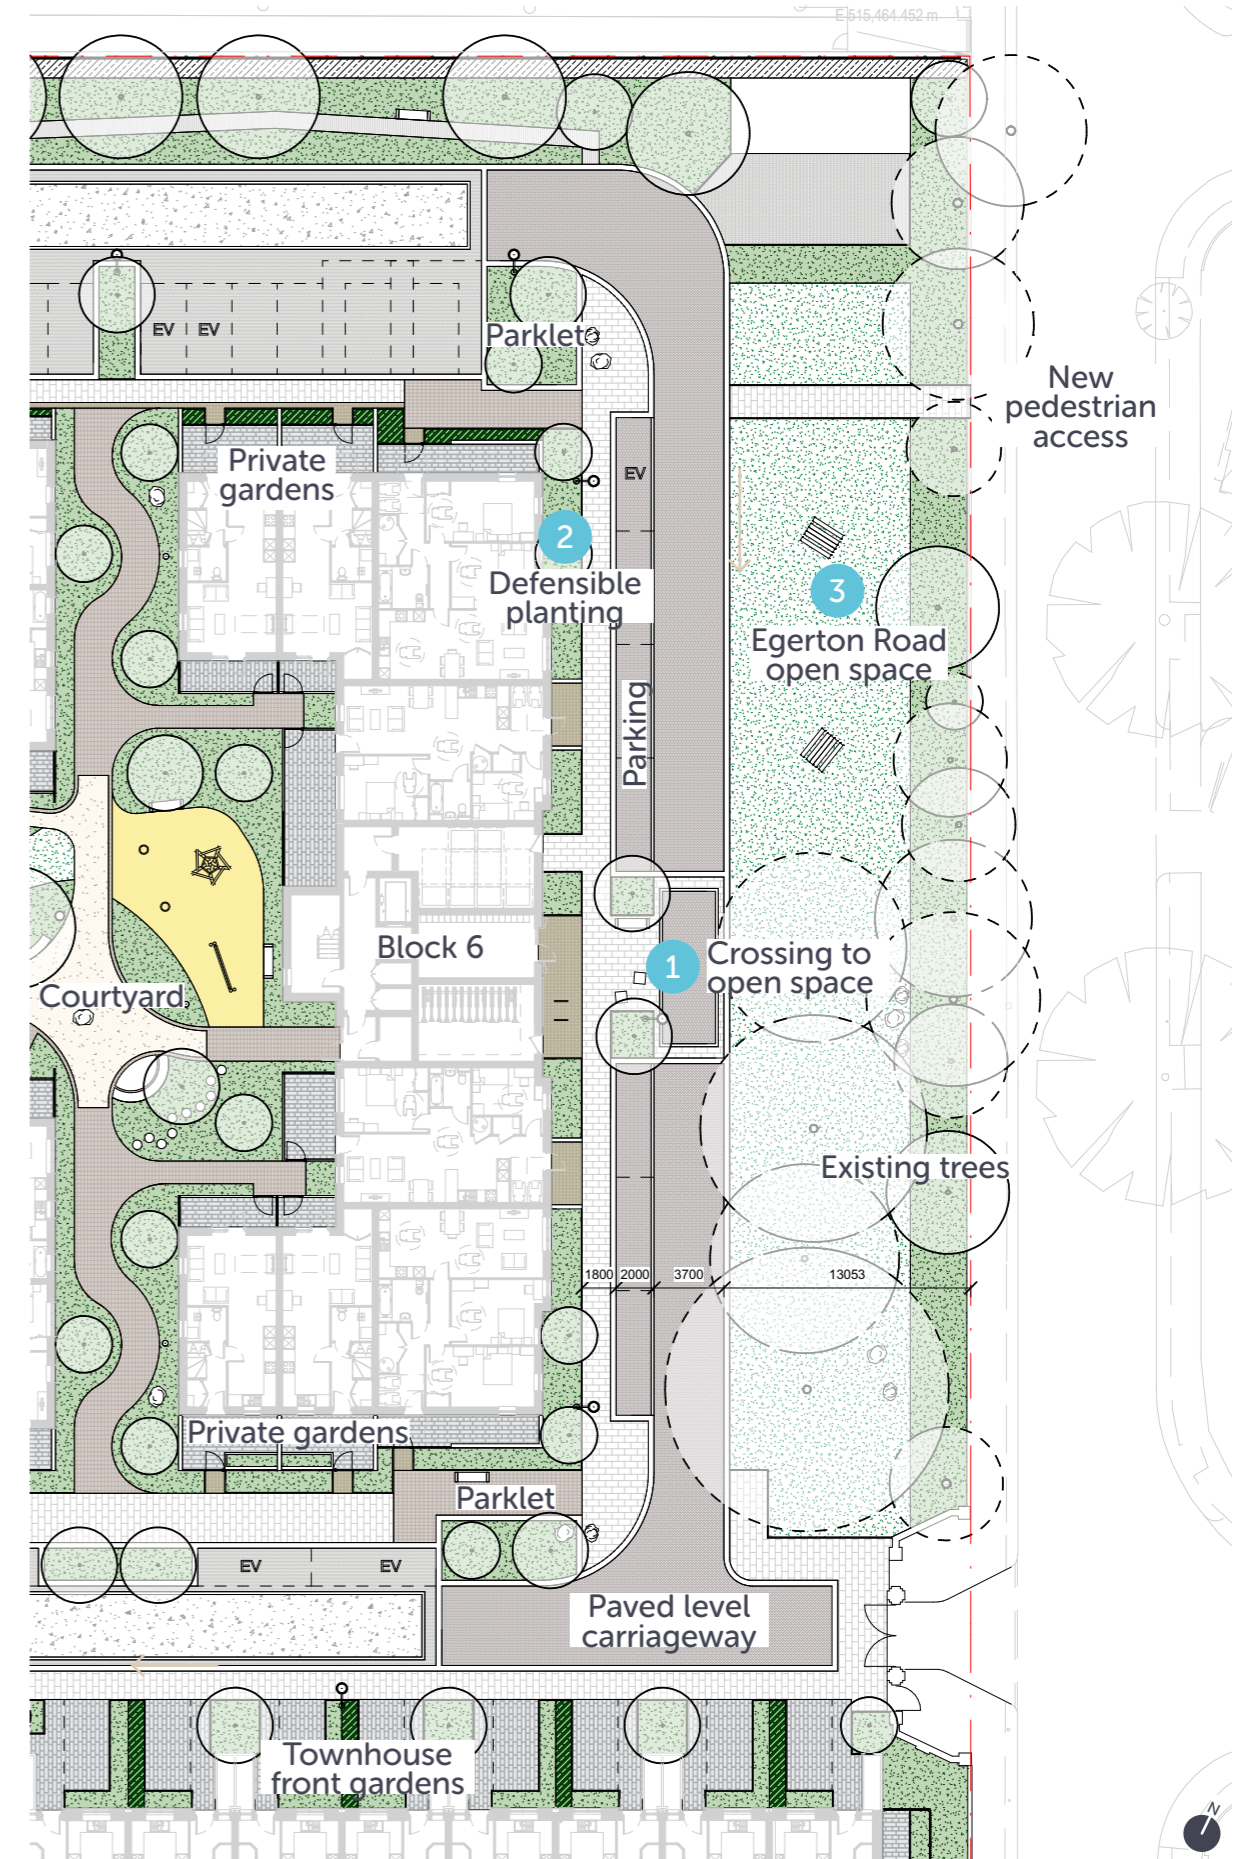 E 515,464.452 m
EV
EV
Parklet
New
pedestrian
access
Private
gardens
EV
2
Defensible
planting
3
Egerton Road
open space
Parking
Block 6
1
Crossing to
open space
Courtyard
Existing trees
1800
2000
3700
13053
Private gardens
Parklet
EV
EV
Paved level
carriageway
Townhouse
front gardens
N